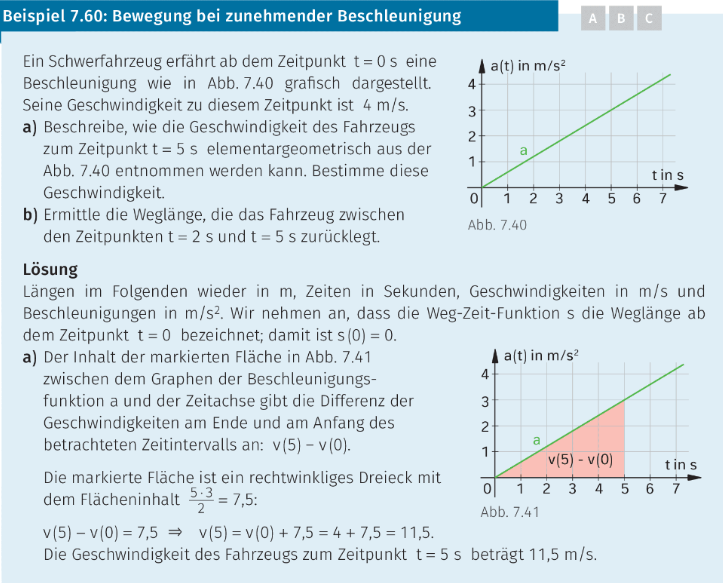 Beispiel 7.60: Bewegung bei zunehmender Beschleunigung
A B C
Ein Schwerfahrzeug erfährt ab dem Zeitpunkt t = 0 s eine
Beschleunigung wie in Abb. 7.40 grafisch dargestellt.
Seine Geschwindigkeit zu diesem Zeitpunkt ist 4 m/s.
a) Beschreibe, wie die Geschwindigkeit des Fahrzeugs
zum Zeitpunkt t = 5 s elementargeometrisch aus der
Abb. 7.40 entnommen werden kann. Bestimme diese
Geschwindigkeit.
b) Ermittle die Weglänge, die das Fahrzeug zwischen
den Zeitpunkten t = 2 s und t = 5 s zurücklegt.
a(t) in m/s²
4
3
2
1
a
t in s
0 1 2 3 4 5 6 7
Abb. 7.40
Lösung
Längen im Folgenden wieder in m, Zeiten in Sekunden, Geschwindigkeiten in m/s und
Beschleunigungen in m/s². Wir nehmen an, dass die Weg-Zeit-Funktion s die Weglänge ab
dem Zeitpunkt t = 0 bezeichnet; damit ist s(0) = 0.
a) Der Inhalt der markierten Fläche in Abb. 7.41
zwischen dem Graphen der Beschleunigungs-
funktion a und der Zeitachse gibt die Differenz der
Geschwindigkeiten am Ende und am Anfang des
betrachteten Zeitintervalls an: v(5) – v(0).
Die markierte Fläche ist ein rechtwinkliges Dreieck mit
dem Flächeninhalt 5·3/2 = 7,5:
v(5) – v(0) = 7,5 ⇒ v(5) = v(0) + 7,5 = 4 + 7,5 = 11,5.
Die Geschwindigkeit des Fahrzeugs zum Zeitpunkt t = 5 s beträgt 11,5 m/s.
a(t) in m/s²
4
3
2
1
a
v(5) - v(0)
t in s
0 1 2 3 4 5 6 7
Abb. 7.41